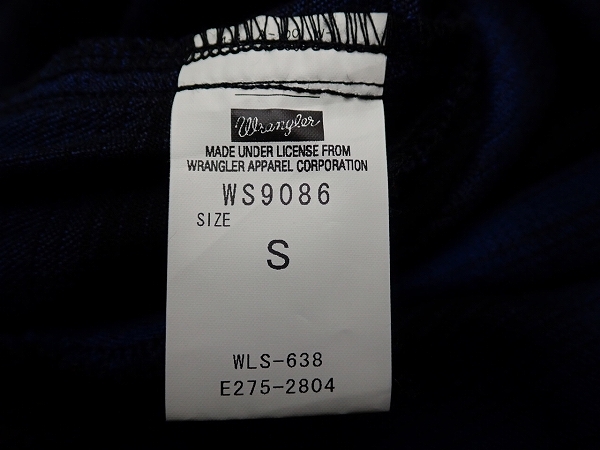 Wrangler
MADE UNDER LICENSE FROM
WRANGLER APPAREL CORPORATION
WS9086
SIZE
S
WLS-638
E275-2804